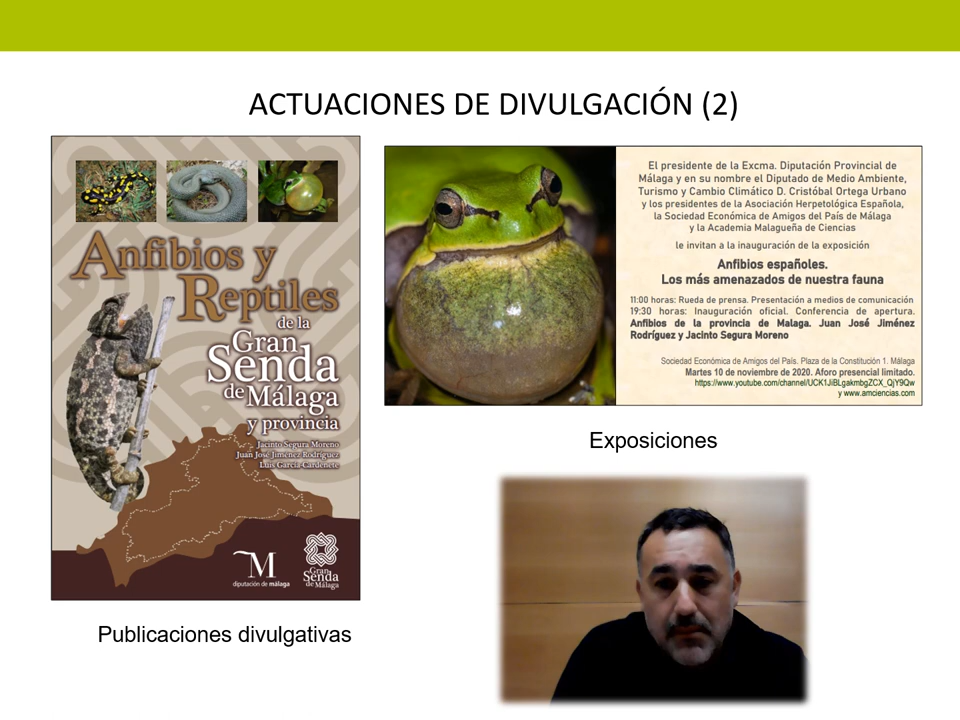 ACTUACIONES DE DIVULGACIÓN (2)
Anfibios y
Reptiles
de la
Gran
Senda
de Málaga
y provincia
Jacinto Segura Moreno
Juan José Jiménez Rodríguez
Luis García-Cardenete
M
diputación de málaga
Gran
Senda
de Málaga
Publicaciones divulgativas
El presidente de la Excma. Diputación Provincial de
Málaga y en su nombre el Diputado de Medio Ambiente,
Turismo y Cambio Climático D. Cristóbal Ortega Urbano
y los presidentes de la Asociación Herpetológica Española,
la Sociedad Económica de Amigos del País de Málaga
y la Academia Malagueña de Ciencias
le invitan a la inauguración de la exposición
Anfibios españoles.
Los más amenazados de nuestra fauna
11:00 horas: Rueda de prensa. Presentación a medios de comunicación
19:30 horas: Inauguración oficial. Conferencia de apertura.
Anfibios de la provincia de Malaga. Juan José Jiménez
Rodríguez y Jacinto Segura Moreno
Sociedad Económica de Amigos del País. Plaza de la Constitución 1. Málaga
Martes 10 de noviembre de 2020. Aforo presencial limitado.
https://www.youtube.com/channel/UCK1JiBLgakmbgZCX_QjY9Qw
y www.amciencias.com
Exposiciones